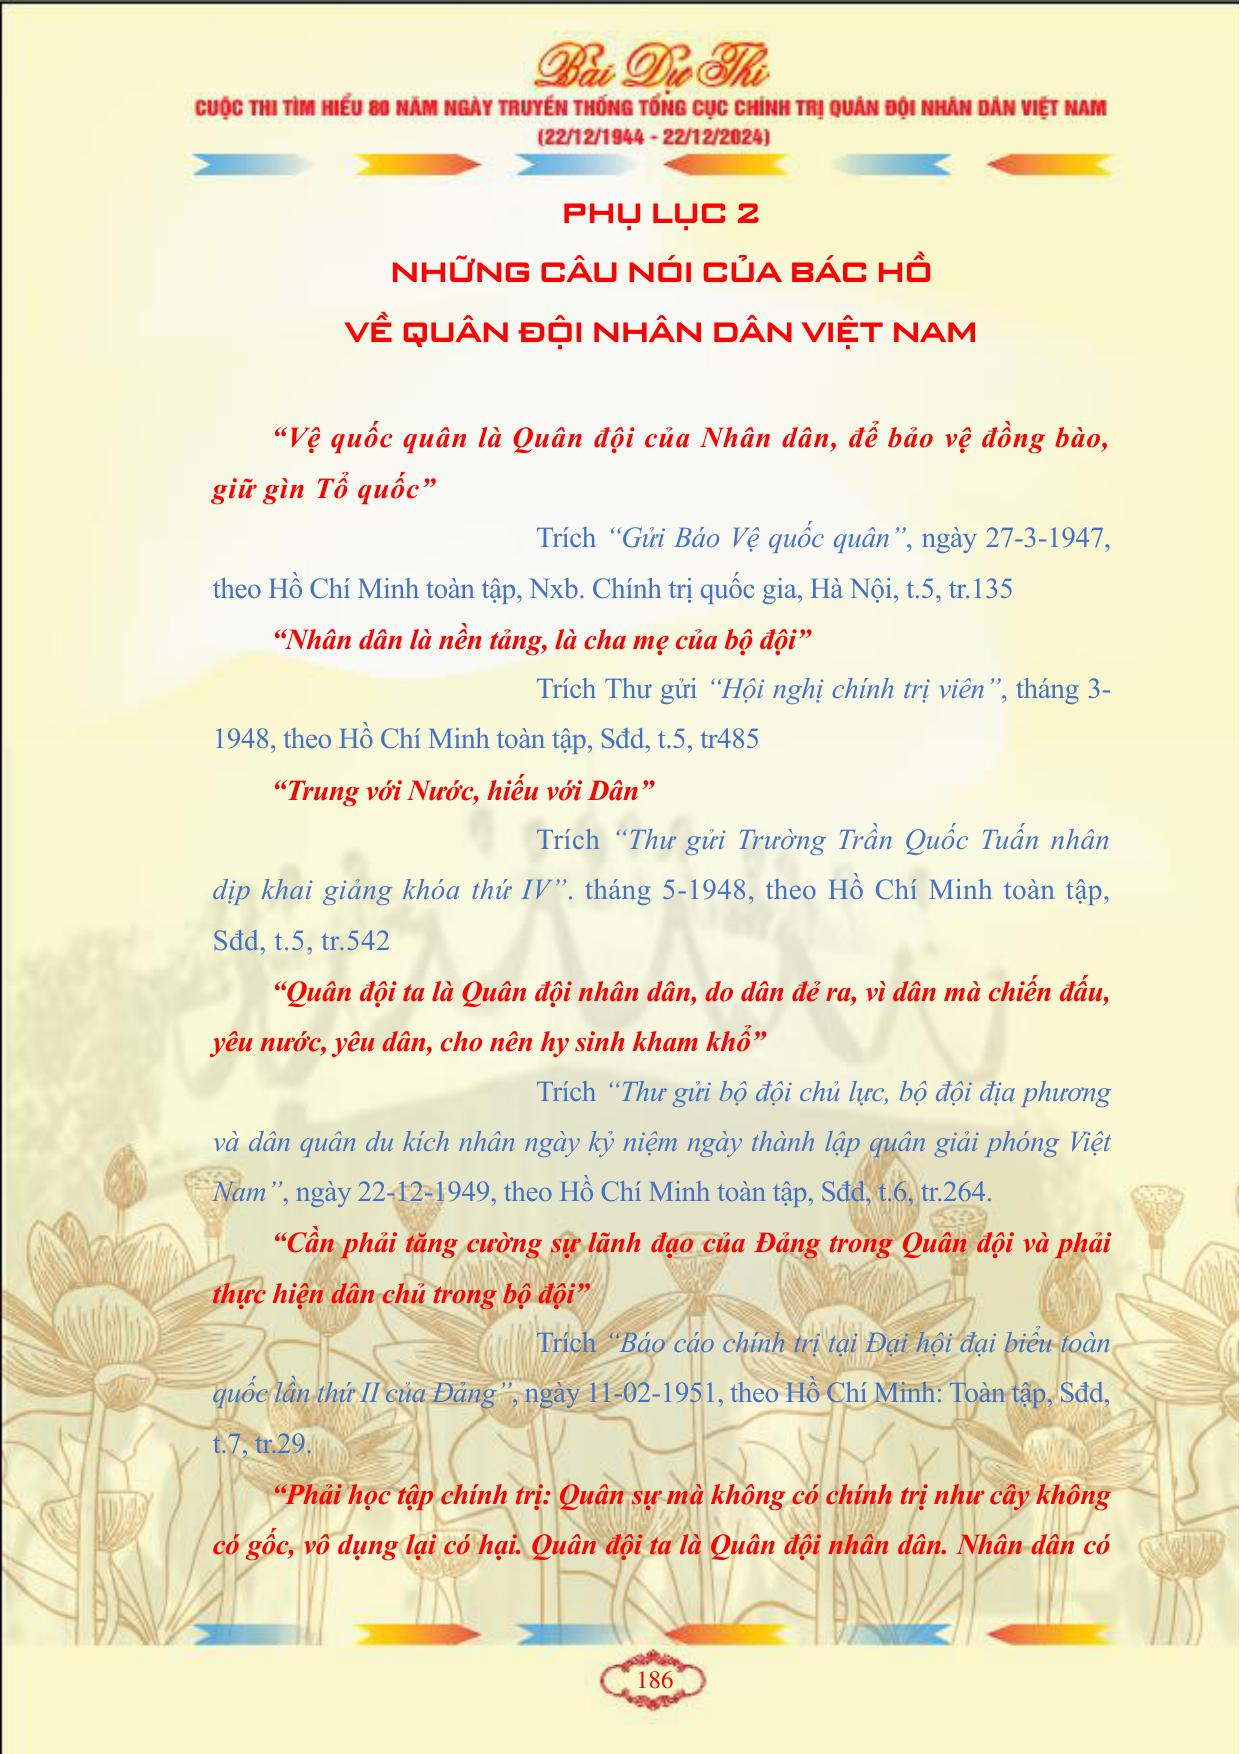 Bài Dự Thi
CUỘC THI TÌM HIỂU 80 NĂM NGÀY TRUYỀN THỐNG TỔNG CỤC CHÍNH TRỊ QUÂN ĐỘI NHÂN DÂN VIỆT NAM
(22/12/1944 - 22/12/2024)
PHỤ LỤC 2
NHỮNG CÂU NÓI CỦA BÁC HỒ
VỀ QUÂN ĐỘI NHÂN DÂN VIỆT NAM
“Vệ quốc quân là Quân đội của Nhân dân, để bảo vệ đồng bào,
giữ gìn Tổ quốc”
Trích “Gửi Báo Vệ quốc quân”, ngày 27-3-1947,
theo Hồ Chí Minh toàn tập, Nxb. Chính trị quốc gia, Hà Nội, t.5, tr.135
“Nhân dân là nền tảng, là cha mẹ của bộ đội”
Trích Thư gửi “Hội nghị chính trị viên”, tháng 3-
1948, theo Hồ Chí Minh toàn tập, Sđd, t.5, tr485
“Trung với Nước, hiếu với Dân”
Trích “Thư gửi Trường Trần Quốc Tuấn nhân
dịp khai giảng khóa thứ IV”. tháng 5-1948, theo Hồ Chí Minh toàn tập,
Sđd, t.5, tr.542
“Quân đội ta là Quân đội nhân dân, do dân đẻ ra, vì dân mà chiến đấu,
yêu nước, yêu dân, cho nên hy sinh kham khổ”
Trích “Thư gửi bộ đội chủ lực, bộ đội địa phương
và dân quân du kích nhân ngày kỷ niệm ngày thành lập quân giải phóng Việt
Nam”, ngày 22-12-1949, theo Hồ Chí Minh toàn tập, Sđd, t.6, tr.264.
“Cần phải tăng cường sự lãnh đạo của Đảng trong Quân đội và phải
thực hiện dân chủ trong bộ đội”
Trích “Báo cáo chính trị tại Đại hội đại biểu toàn
quốc lần thứ II của Đảng”, ngày 11-02-1951, theo Hồ Chí Minh: Toàn tập, Sđd,
t.7, tr.29.
“Phải học tập chính trị: Quân sự mà không có chính trị như cây không
có gốc, vô dụng lại có hại. Quân đội ta là Quân đội nhân dân. Nhân dân có
186